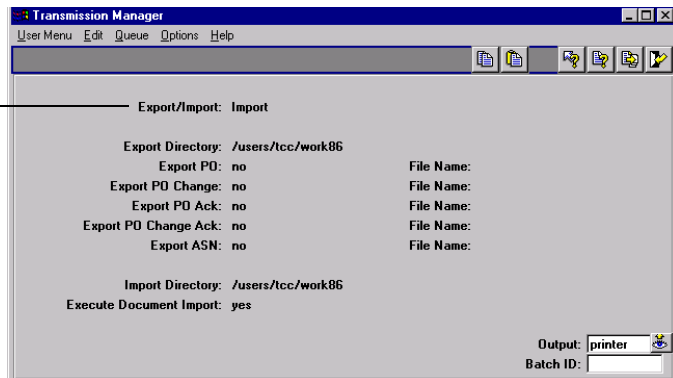 Transmission Manager
User Menu Edit Queue Options Help
Export/Import: Import
Export Directory: /users/tcc/work86
Export PO: no File Name:
Export PO Change: no File Name:
Export PO Ack: no File Name:
Export PO Change Ack: no File Name:
Export ASN: no File Name:
Import Directory: /users/tcc/work86
Execute Document Import: yes
Output: printer
Batch ID: